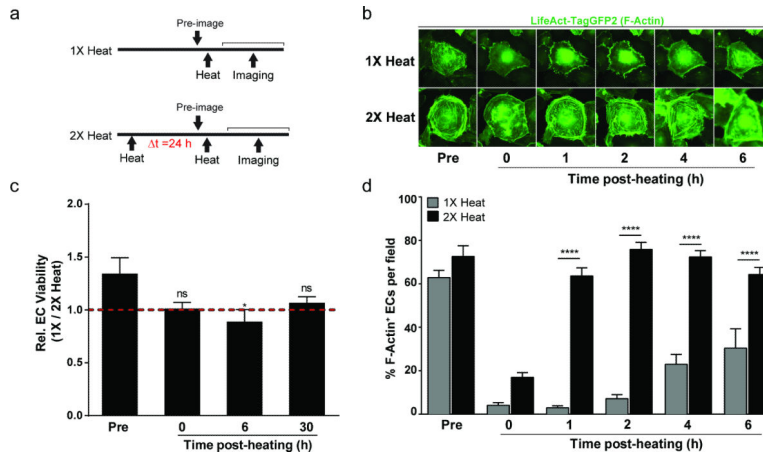 a
Pre-image
1X Heat
Heat
Imaging
Pre-image
2X Heat
Δt =24 h
Heat
Heat
Imaging
b
LifeAct-TagGFP2 (F-Actin)
1X Heat
2X Heat
Pre
0
1
2
4
6
Time post-heating (h)
c
Rel. EC Viability
(1X / 2X Heat)
2.0
1.5
1.0
0.5
0.0
ns
*
ns
Pre
0
6
30
Time post-heating (h)
d
1X Heat
2X Heat
% F-Actin⁺ ECs per field
80
60
40
20
0
****
****
****
****
Pre
0
1
2
4
6
Time post-heating (h)